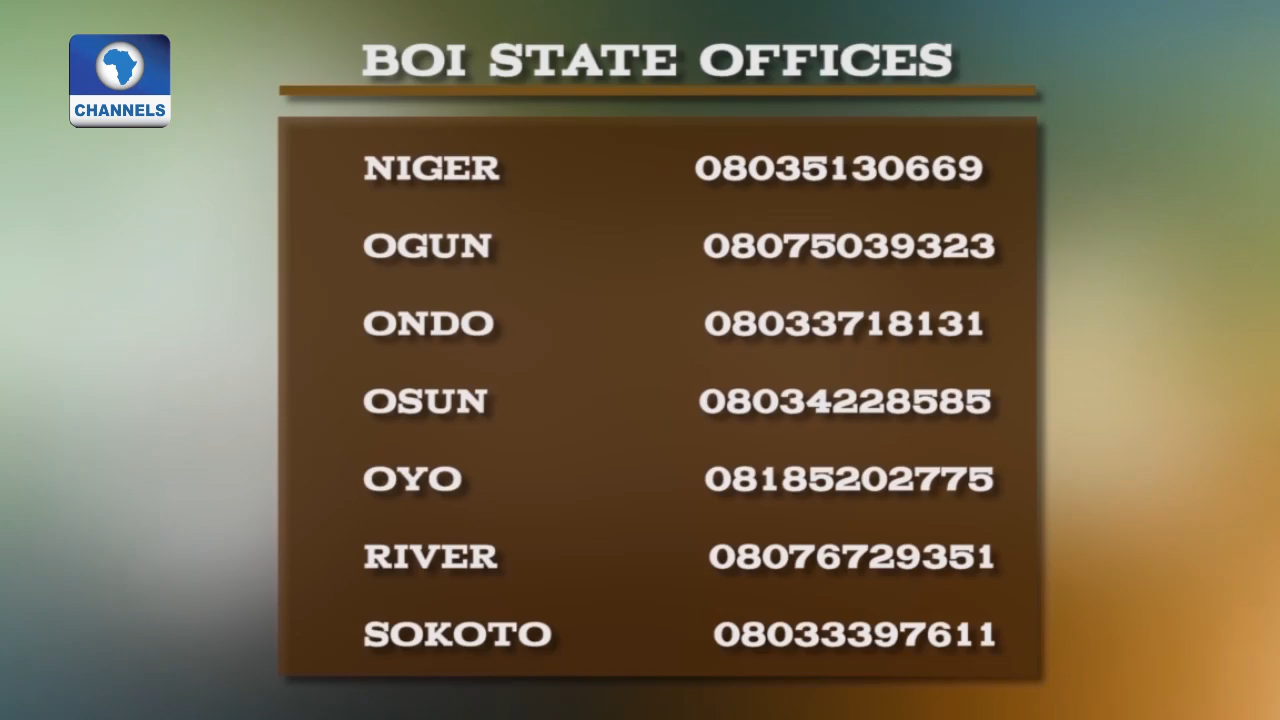 CHANNELS
BOI STATE OFFICES
NIGER 08035130669
OGUN 08075039323
ONDO 08033718131
OSUN 08034228585
OYO 08185202775
RIVER 08076729351
SOKOTO 08033397611